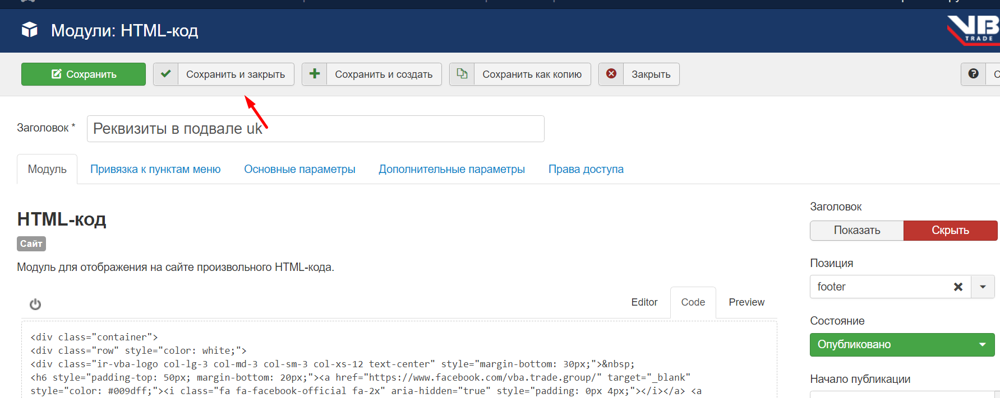 Модули: HTML-код
VB
TRADE
Сохранить
Сохранить и закрыть
Сохранить и создать
Сохранить как копию
Закрыть
?
Заголовок *
Реквизиты в подвале uk
Модуль
Привязка к пунктам меню
Основные параметры
Дополнительные параметры
Права доступа
HTML-код
Сайт
Модуль для отображения на сайте произвольного HTML-кода.
Editor
Code
Preview
<div class="container">
<div class="row" style="color: white;">
<div class="ir-vba-logo col-lg-3 col-md-3 col-sm-3 col-xs-12 text-center" style="margin-bottom: 30px;">&nbsp;
<h6 style="padding-top: 50px; margin-bottom: 20px;"><a href="https://www.facebook.com/vba.trade.group/" target="_blank"
style="color: #009dff;"><i class="fa fa-facebook-official fa-2x" aria-hidden="true" style="padding: 0px 4px;"></i></a> <a
Заголовок
Показать
Скрыть
Позиция
footer
Состояние
Опубликовано
Начало публикации